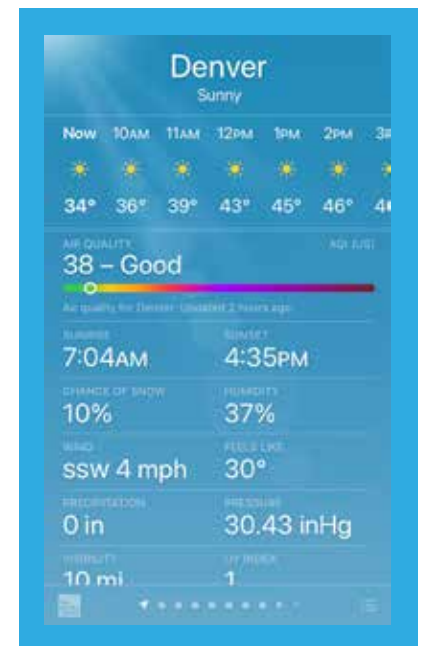 Denver
Sunny
Now 10AM 11AM 12PM 1PM 2PM
34° 36° 39° 43° 45° 46°
AIR QUALITY AQI (US)
38 – Good
Air quality for Denver. Updated 2 hours ago.
SUNRISE SUNSET
7:04AM 4:35PM
CHANCE OF SNOW HUMIDITY
10% 37%
WIND FEELS LIKE
ssw 4 mph 30°
PRECIPITATION PRESSURE
0 in 30.43 inHg
VISIBILITY UV INDEX
10 mi 1